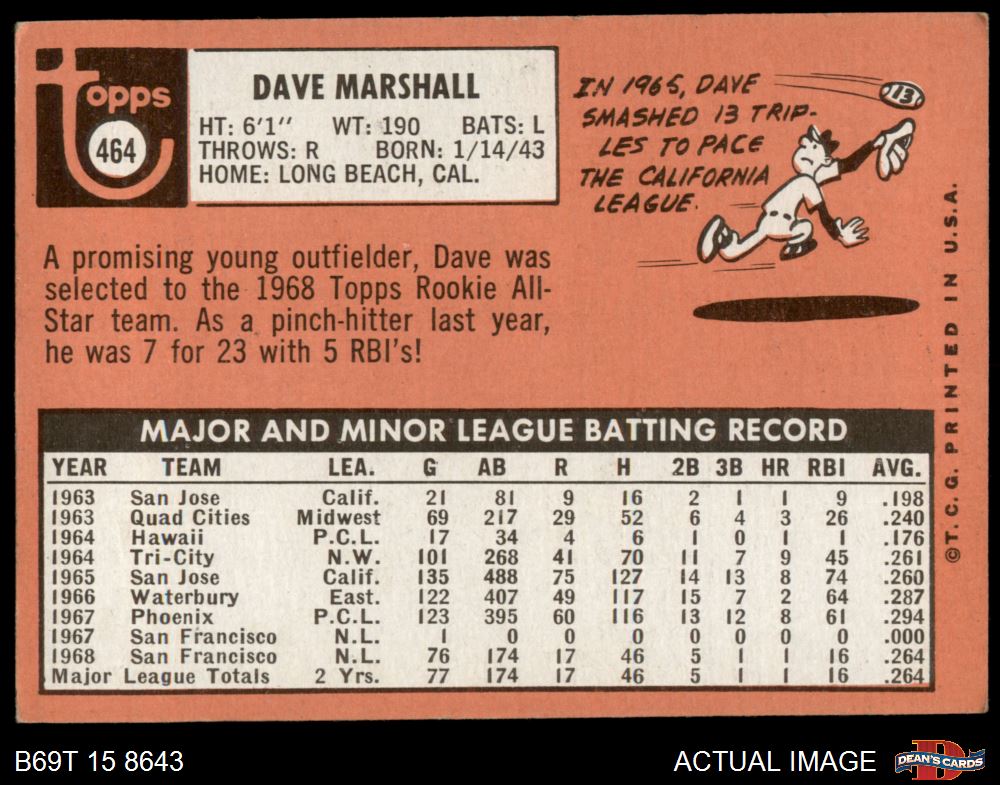 Topps
464
DAVE MARSHALL
HT: 6'1" WT: 190 BATS: L
THROWS: R BORN: 1/14/43
HOME: LONG BEACH, CAL.
IN 1965, DAVE
SMASHED 13 TRIP-
LES TO PACE
THE CALIFORNIA
LEAGUE.
13
A promising young outfielder, Dave was
selected to the 1968 Topps Rookie All-
Star team. As a pinch-hitter last year,
he was 7 for 23 with 5 RBI's!
MAJOR AND MINOR LEAGUE BATTING RECORD
YEAR TEAM LEA. G AB R H 2B 3B HR RBI AVG.
1963 San Jose Calif. 21 81 9 16 2 1 1 9 .198
1963 Quad Cities Midwest 69 217 29 52 6 4 3 26 .240
1964 Hawaii P.C.L. 17 34 4 6 1 0 1 1 .176
1964 Tri-City N.W. 101 268 41 70 11 7 9 45 .261
1965 San Jose Calif. 135 488 75 127 14 13 8 74 .260
1966 Waterbury East. 122 407 49 117 15 7 2 64 .287
1967 Phoenix P.C.L. 123 395 60 116 13 12 8 61 .294
1967 San Francisco N.L. 1 0 0 0 0 0 0 0 .000
1968 San Francisco N.L. 76 174 17 46 5 1 1 16 .264
Major League Totals 2 Yrs. 77 174 17 46 5 1 1 16 .264
©T.C.G. PRINTED IN U.S.A.
B69T 15 8643
ACTUAL IMAGE
DEAN'S CARDS